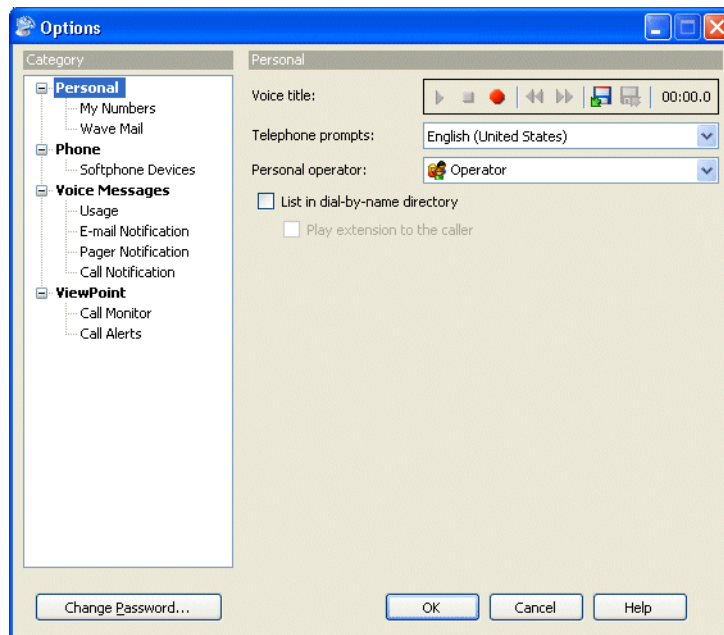 Options
Category
Personal
My Numbers
Wave Mail
Phone
Softphone Devices
Voice Messages
Usage
E-mail Notification
Pager Notification
Call Notification
ViewPoint
Call Monitor
Call Alerts
Personal
Voice title:
00:00.0
Telephone prompts:
English (United States)
Personal operator:
Operator
List in dial-by-name directory
Play extension to the caller
Change Password...
OK
Cancel
Help